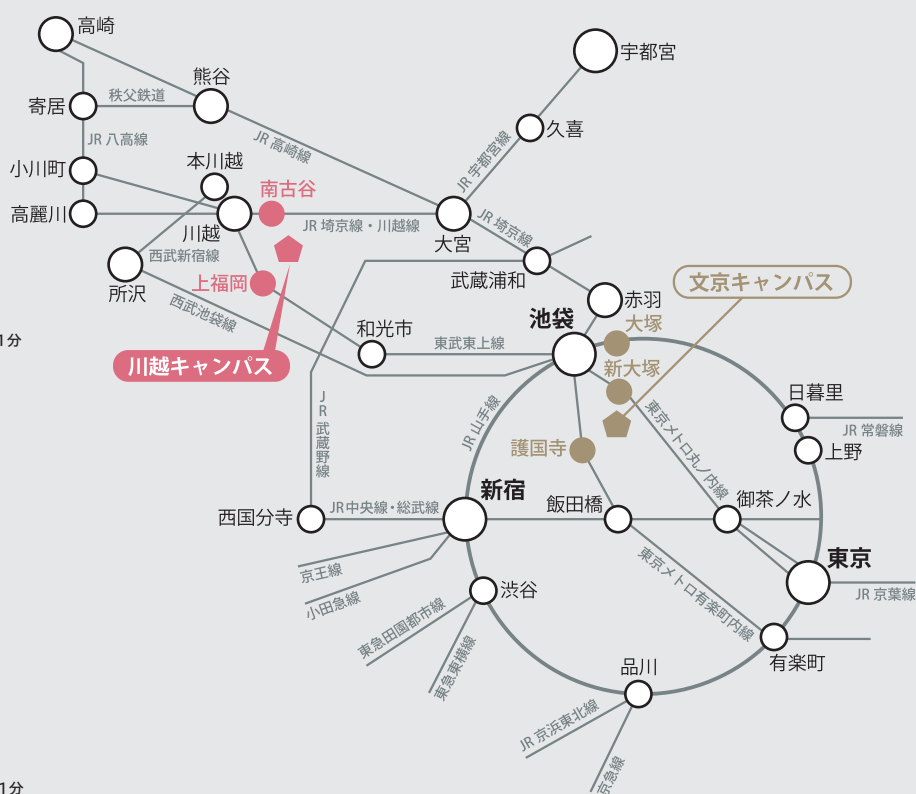 高崎
宇都宮
熊谷
寄居
秩父鉄道
久喜
JR 八高線
JR 高崎線
JR 宇都宮線
小川町
本川越
南古谷
高麗川
川越
JR 埼京線・川越線
大宮
JR 埼京線
西武新宿線
所沢
上福岡
武蔵浦和
文京キャンパス
西武池袋線
赤羽
池袋
大塚
和光市
東武東上線
1分
川越キャンパス
新大塚
日暮里
JR 常磐線
JR 武蔵野線
JR 山手線
東京メトロ丸ノ内線
護国寺
上野
新宿
飯田橋
御茶ノ水
西国分寺
JR 中央線・総武線
東京
京王線
小田急線
渋谷
JR 京葉線
東京メトロ有楽町内線
東急田園都市線
東急東横線
有楽町
品川
JR 京浜東北線
京急線
1分